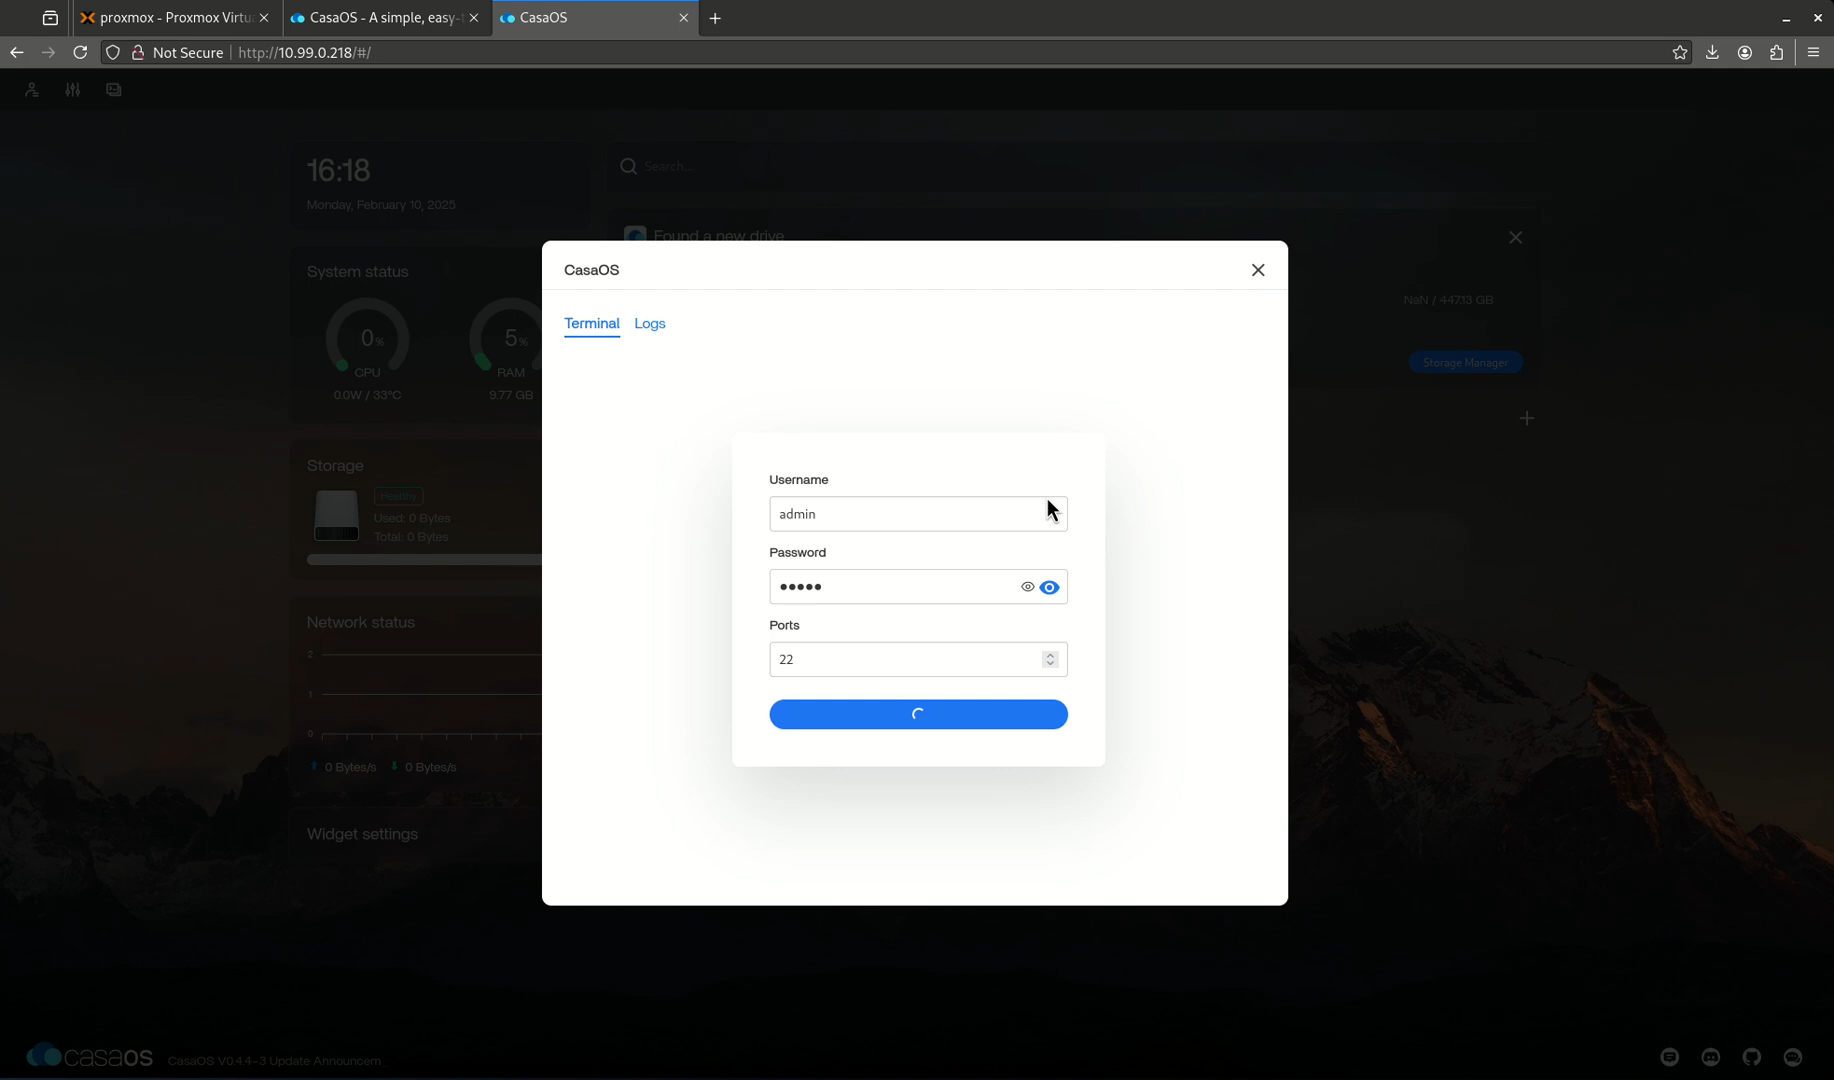 proxmox - Proxmox Virtu
CasaOS - A simple, easy-
CasaOS
Not Secure
http://10.99.0.218/#/
16:18
Monday, February 10, 2025
Search...
Found a new drive
NaN / 447.13 GB
Storage Manager
System status
0%
CPU
0.0W / 33°C
5%
RAM
9.77 GB
Storage
Healthy
Used: 0 Bytes
Total: 0 Bytes
Network status
2
1
0
0 Bytes/s
0 Bytes/s
Widget settings
CasaOS
Terminal
Logs
Username
admin
Password
Ports
22
casaos
CasaOS V0.4.4-3 Update Announcem